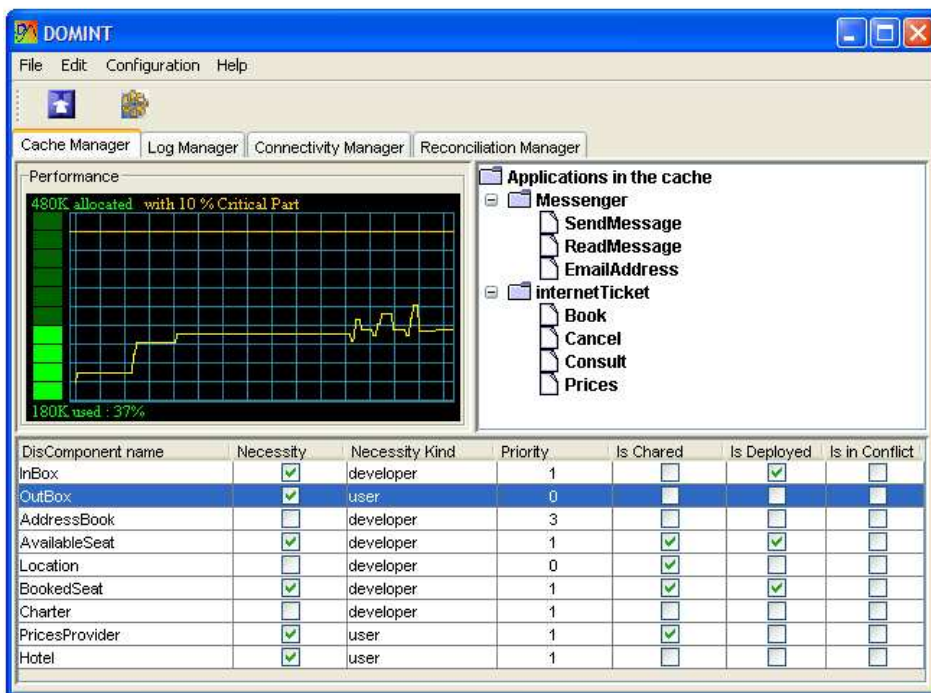 DOMINT
File Edit Configuration Help
Cache Manager Log Manager Connectivity Manager Reconciliation Manager
Performance
480K allocated with 10 % Critical Part
180K used : 37%
Applications in the cache
Messenger
SendMessage
ReadMessage
EmailAddress
internetTicket
Book
Cancel
Consult
Prices
DisComponent name Necessity Necessity Kind Priority Is Chared Is Deployed Is in Conflict
InBox developer 1
OutBox user 0
AddressBook developer 3
AvailableSeat developer 1
Location developer 0
BookedSeat developer 1
Charter developer 1
PricesProvider user 1
Hotel user 1